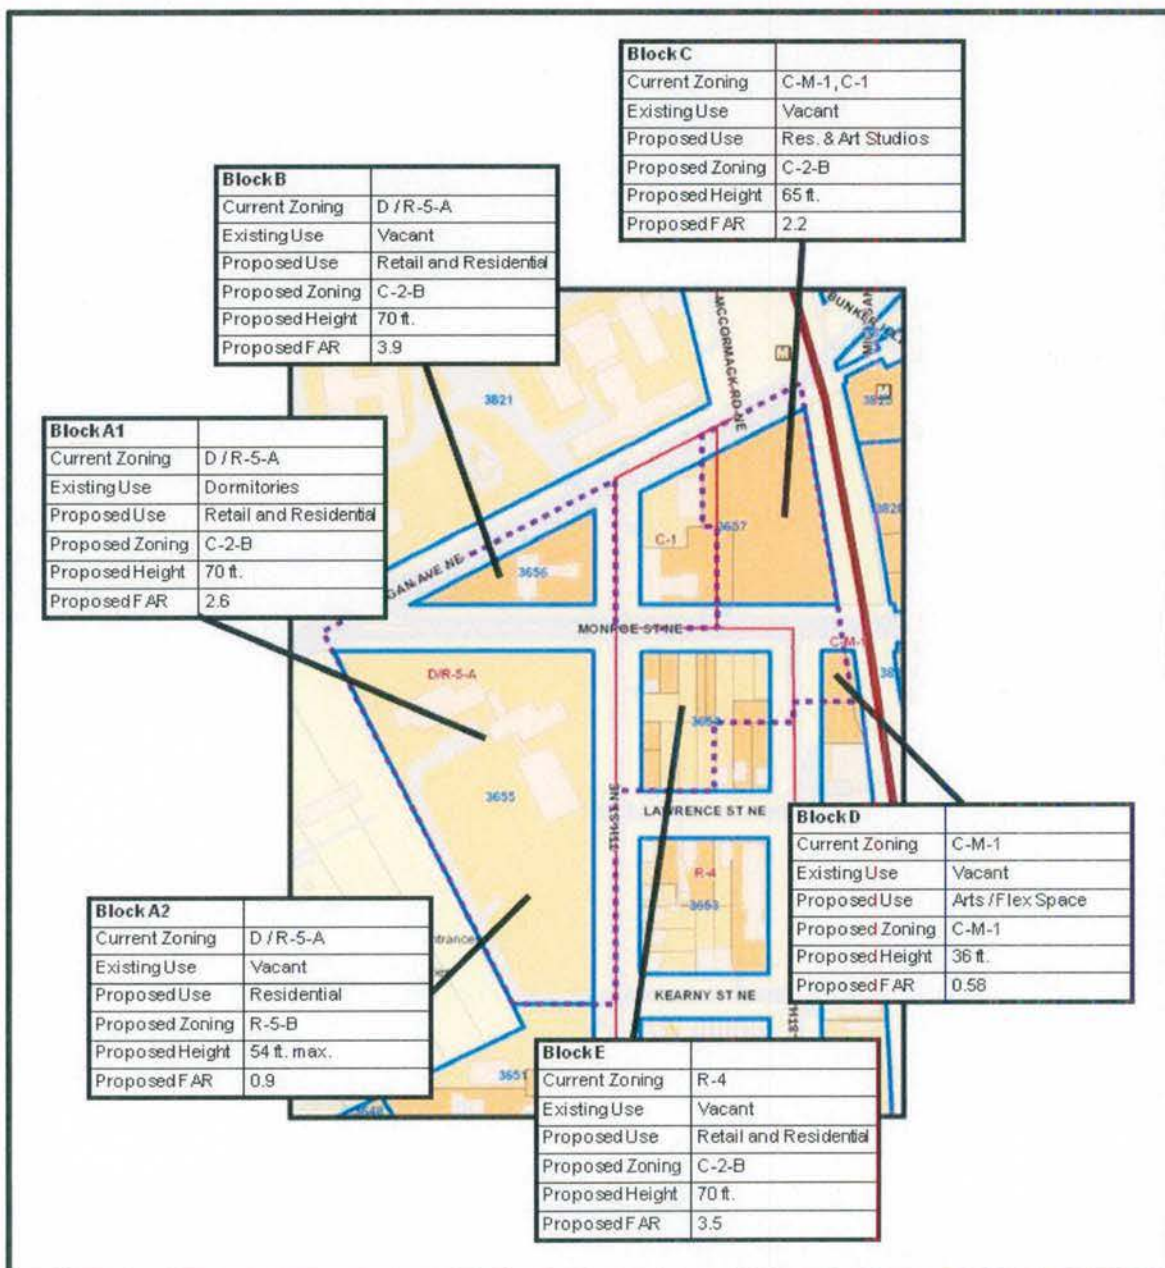 Block C
Current Zoning C-M-1, C-1
Existing Use Vacant
Proposed Use Res. & Art Studios
Proposed Zoning C-2-B
Proposed Height 65 ft.
Proposed FAR 2.2
Block B
Current Zoning D / R-5-A
Existing Use Vacant
Proposed Use Retail and Residential
Proposed Zoning C-2-B
Proposed Height 70 ft.
Proposed FAR 3.9
Block A1
Current Zoning D / R-5-A
Existing Use Dormitories
Proposed Use Retail and Residential
Proposed Zoning C-2-B
Proposed Height 70 ft.
Proposed FAR 2.6
MCCORMACK RD NE
M
M
3821
3657
C-1
GAN AVE NE
3656
MONROE ST NE
C-M-1
D/R-5-A
3655
7TH ST NE
LAWRENCE ST NE
R-4
3653
KEARNY ST NE
3651
Block D
Current Zoning C-M-1
Existing Use Vacant
Proposed Use Arts / Flex Space
Proposed Zoning C-M-1
Proposed Height 36 ft.
Proposed FAR 0.58
Block A2
Current Zoning D / R-5-A
Existing Use Vacant
Proposed Use Residential
Proposed Zoning R-5-B
Proposed Height 54 ft. max.
Proposed FAR 0.9
Block E
Current Zoning R-4
Existing Use Vacant
Proposed Use Retail and Residential
Proposed Zoning C-2-B
Proposed Height 70 ft.
Proposed FAR 3.5